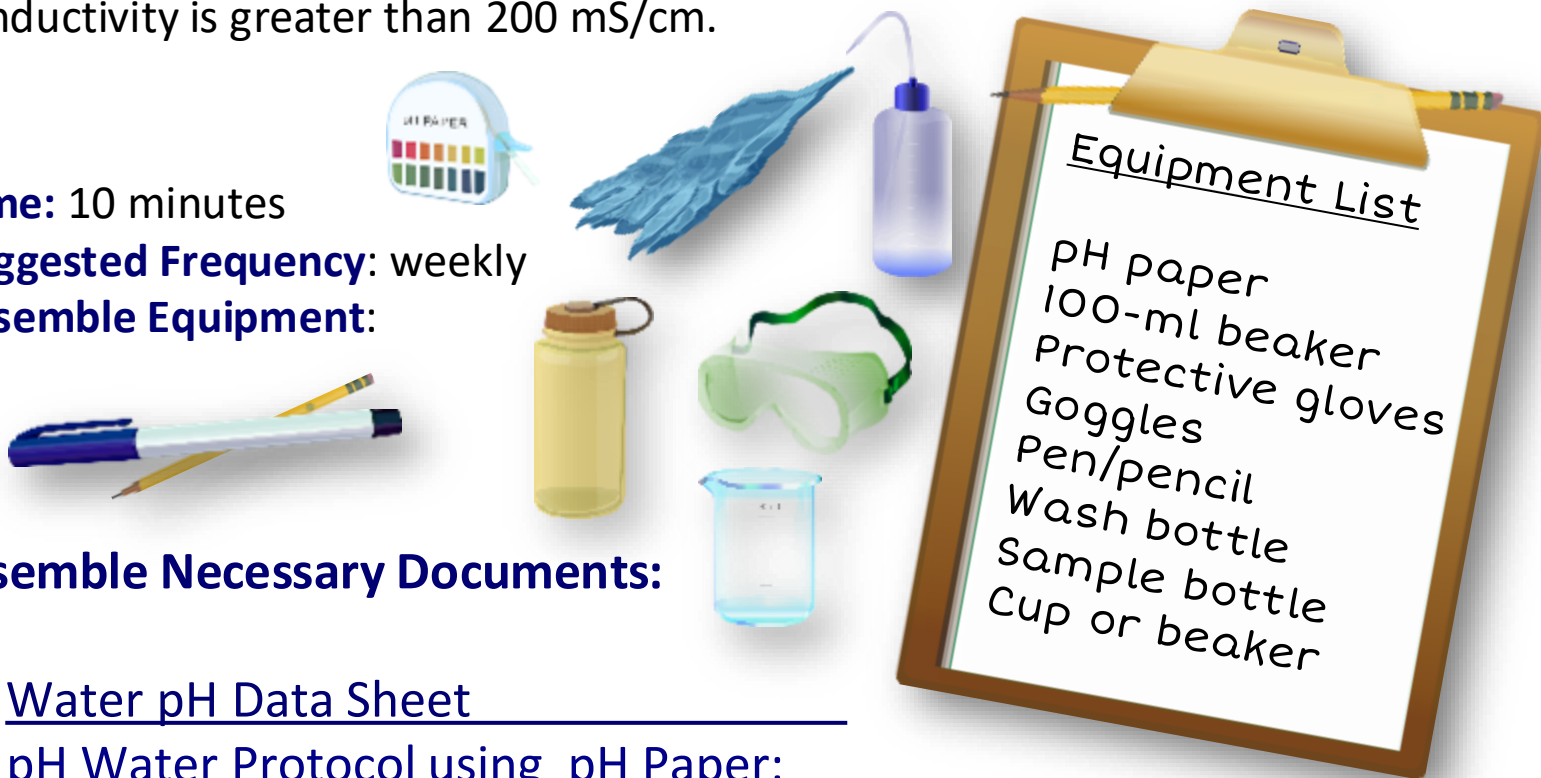 nductivity is greater than 200 mS/cm.
PAPER
me: 10 minutes
ggested Frequency: weekly
semble Equipment:
semble Necessary Documents:
Water pH Data Sheet
pH Water Protocol using pH Paper:
Equipment List
pH paper
100-ml beaker
Protective gloves
Goggles
Pen/pencil
Wash bottle
Sample bottle
Cup or beaker